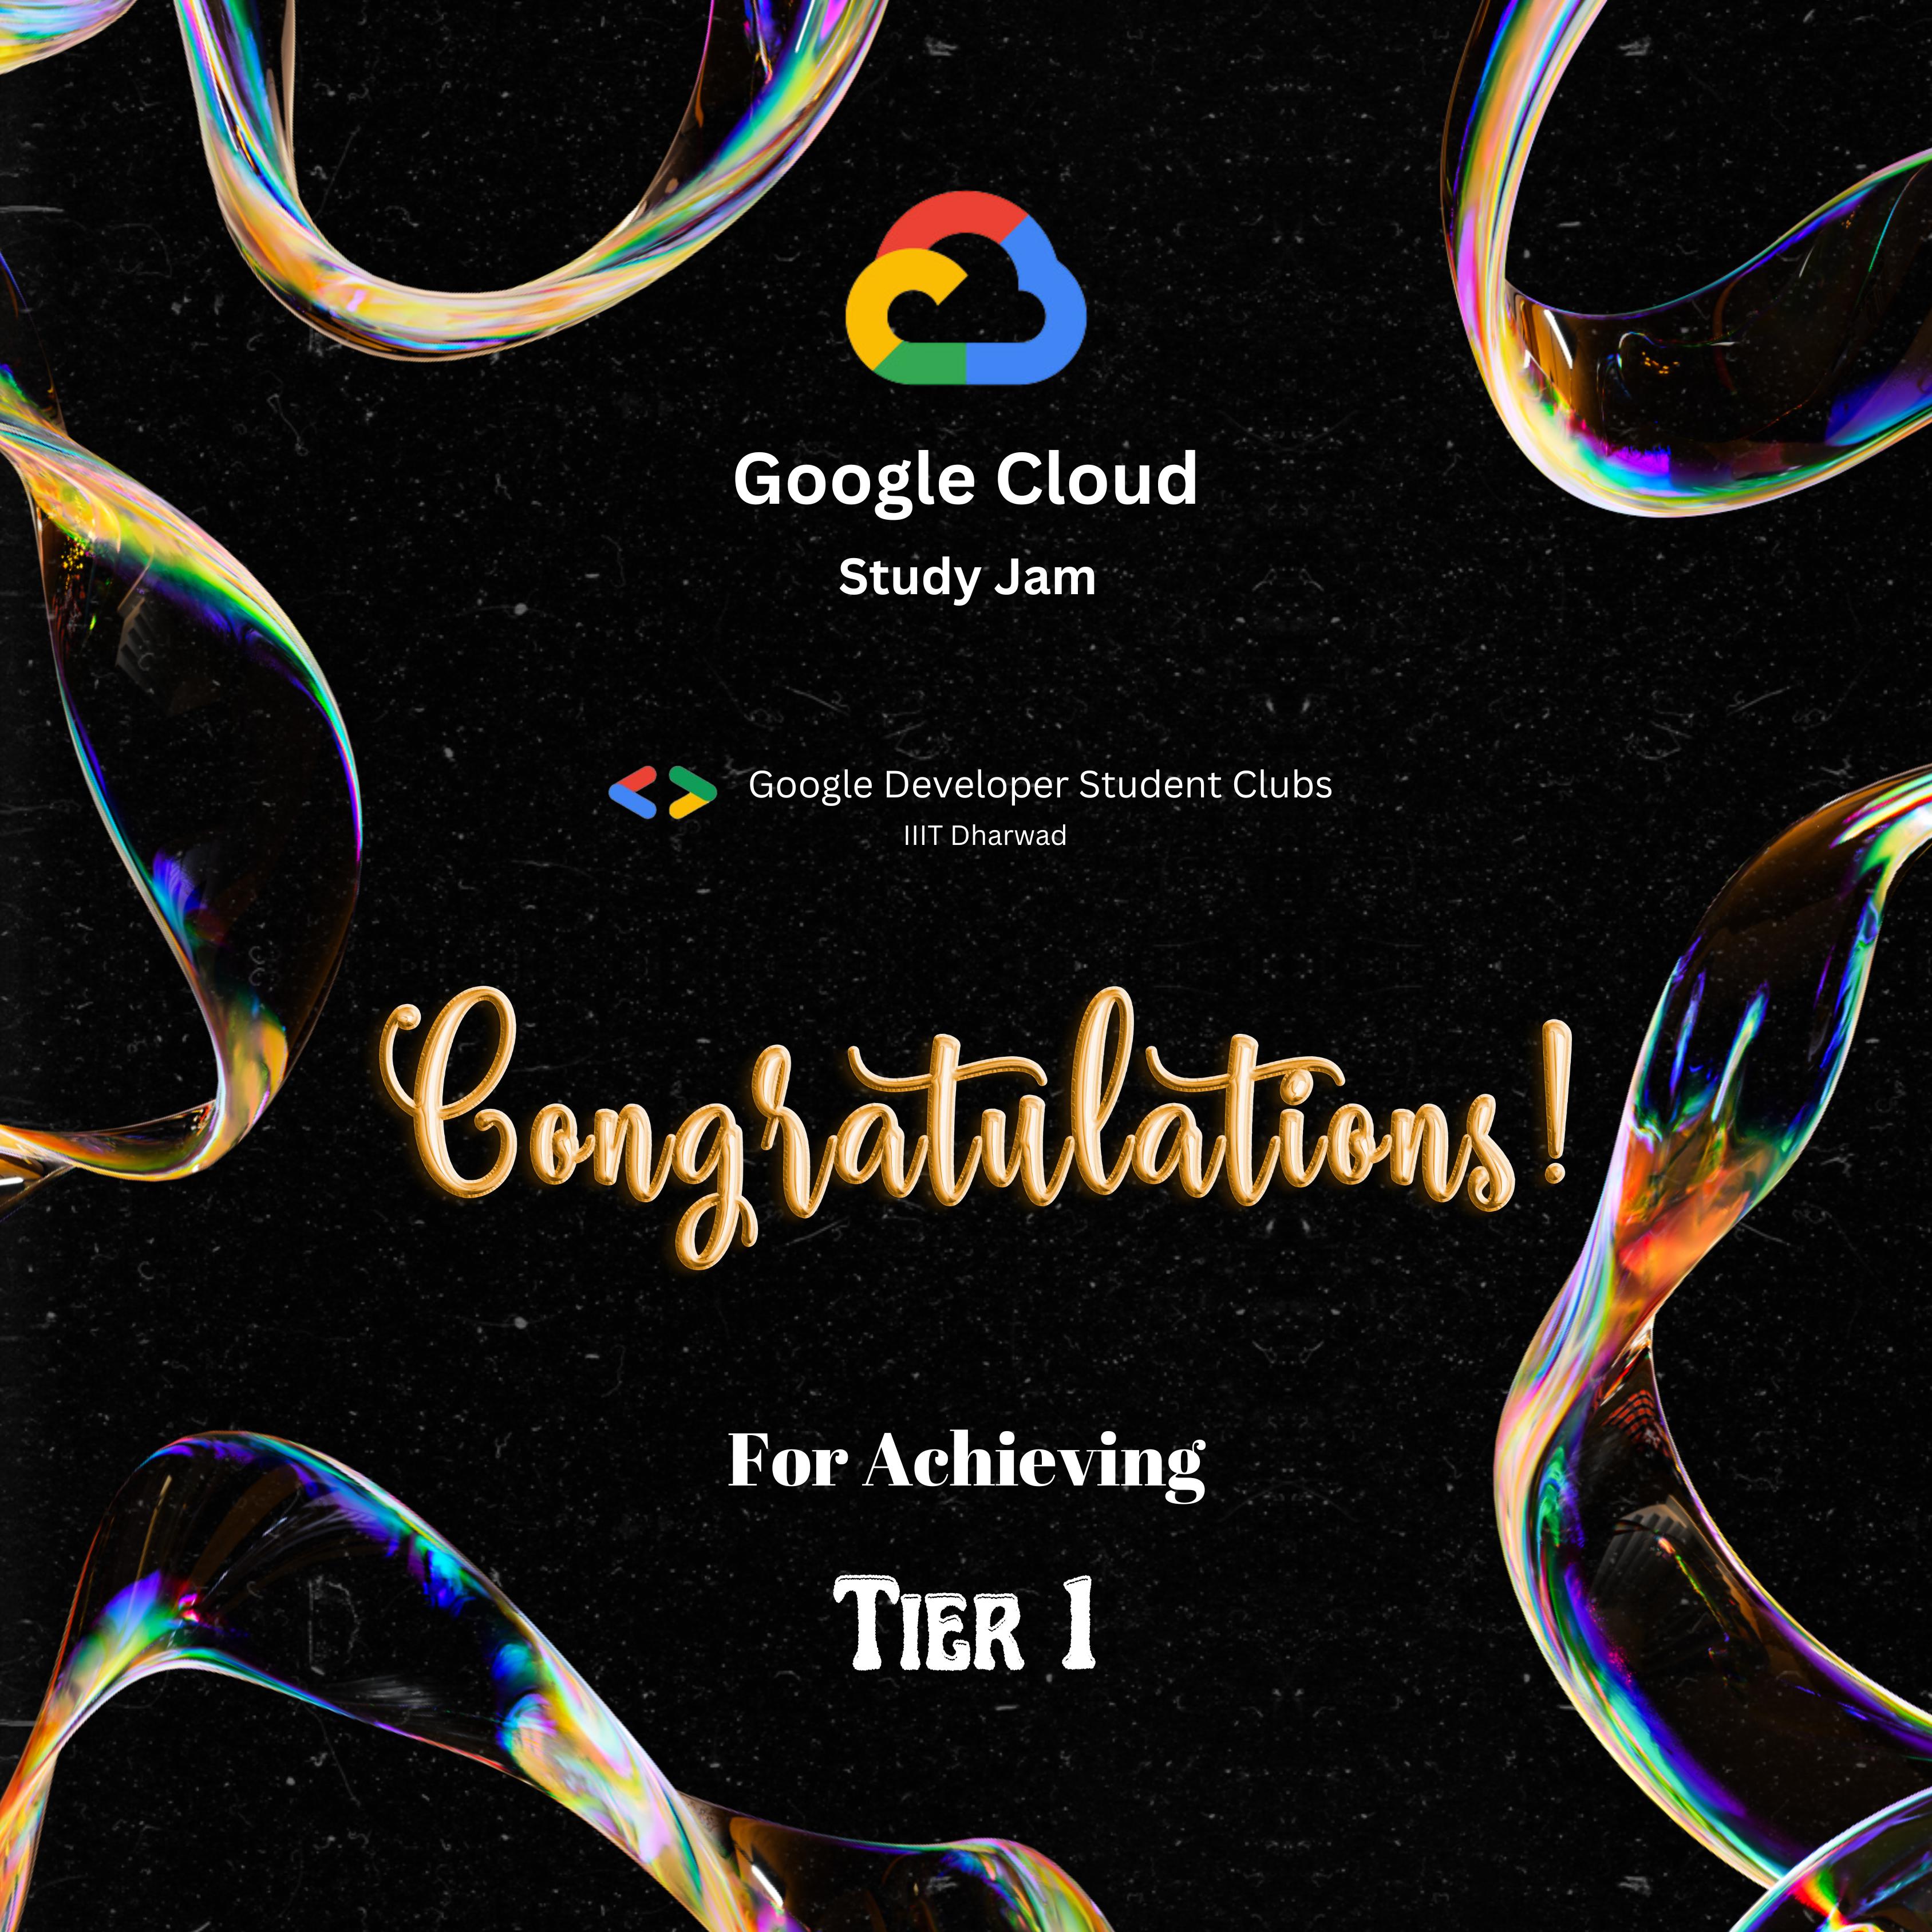 Google Cloud
Study Jam
Google Developer Student Clubs
IIIT Dharwad
Congratulations!
For Achieving
Tier 1